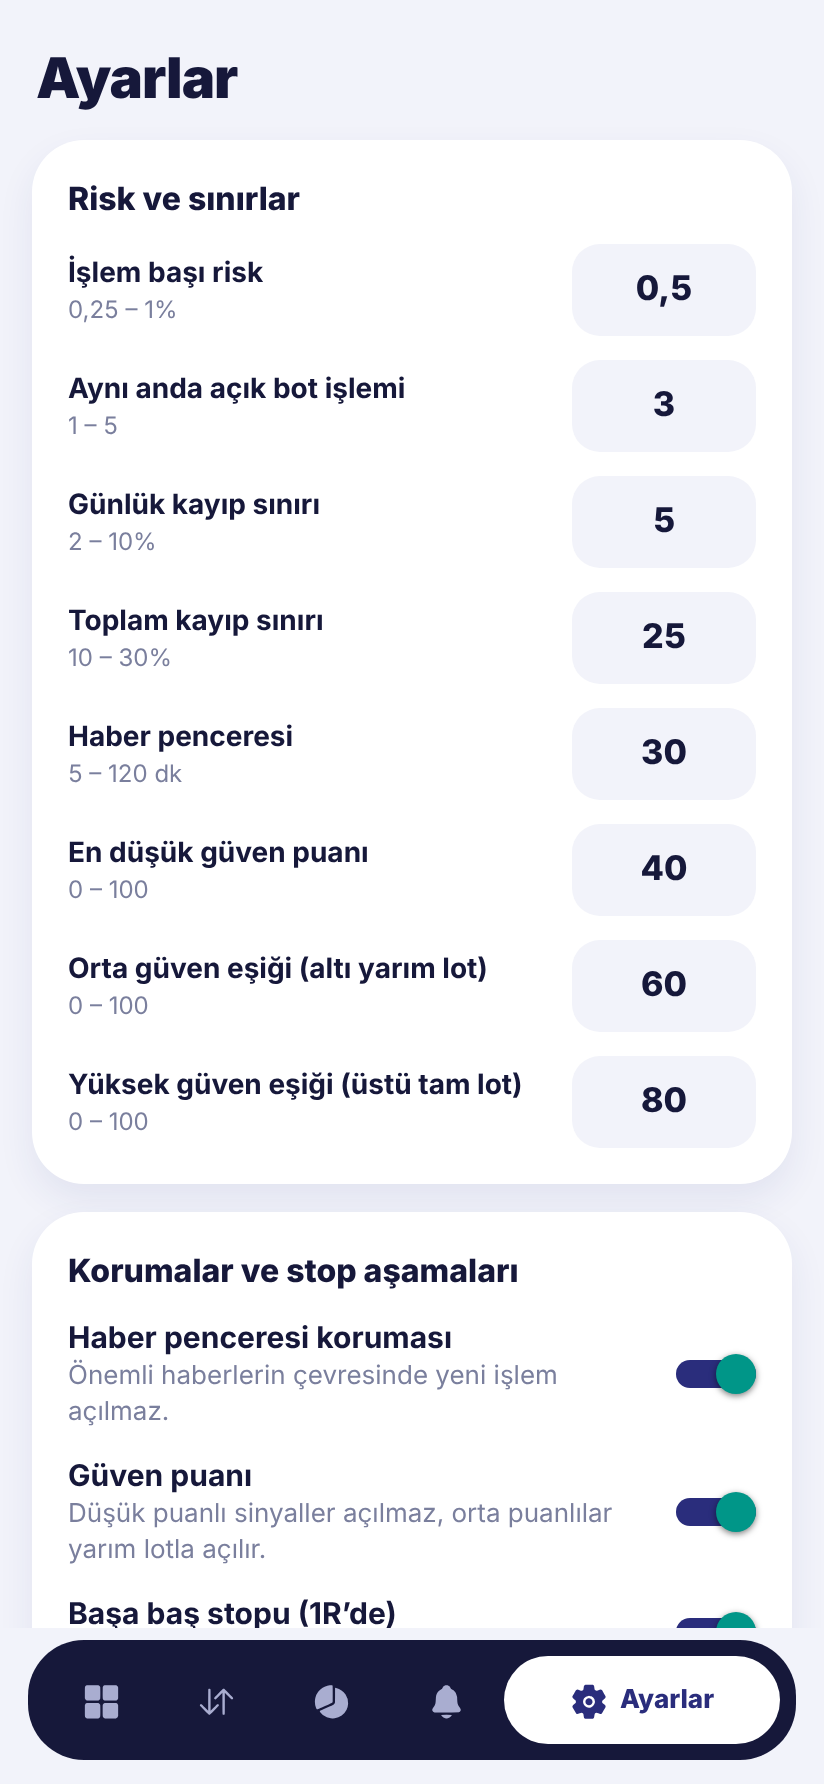 Ayarlar
Risk ve sınırlar
İşlem başı risk
0,25 – 1%
0,5
Aynı anda açık bot işlemi
1 – 5
3
Günlük kayıp sınırı
2 – 10%
5
Toplam kayıp sınırı
10 – 30%
25
Haber penceresi
5 – 120 dk
30
En düşük güven puanı
0 – 100
40
Orta güven eşiği (altı yarım lot)
0 – 100
60
Yüksek güven eşiği (üstü tam lot)
0 – 100
80
Korumalar ve stop aşamaları
Haber penceresi koruması
Önemli haberlerin çevresinde yeni işlem
açılmaz.
Güven puanı
Düşük puanlı sinyaller açılmaz, orta puanlılar
yarım lotla açılır.
Başa baş stopu (1R’de)
Ayarlar